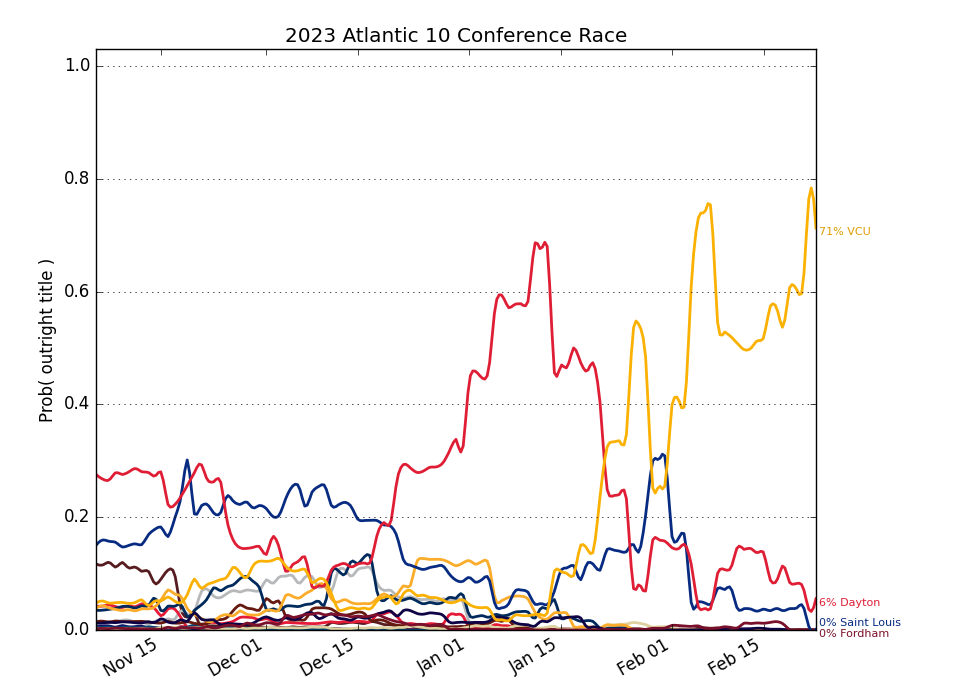 2023 Atlantic 10 Conference Race
Prob( outright title )
1.0
0.8
0.6
0.4
0.2
0.0
Nov 15
Dec 01
Dec 15
Jan 01
Jan 15
Feb 01
Feb 15
71% VCU
6% Dayton
0% Saint Louis
0% Fordham